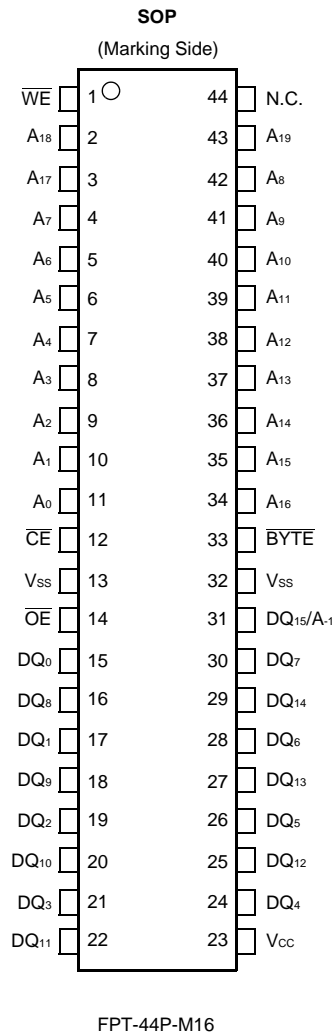 SOP
(Marking Side)
WE 1 44 N.C.
A18 2 43 A19
A17 3 42 A8
A7 4 41 A9
A6 5 40 A10
A5 6 39 A11
A4 7 38 A12
A3 8 37 A13
A2 9 36 A14
A1 10 35 A15
A0 11 34 A16
CE 12 33 BYTE
VSS 13 32 VSS
OE 14 31 DQ15/A-1
DQ0 15 30 DQ7
DQ8 16 29 DQ14
DQ1 17 28 DQ6
DQ9 18 27 DQ13
DQ2 19 26 DQ5
DQ10 20 25 DQ12
DQ3 21 24 DQ4
DQ11 22 23 VCC
FPT-44P-M16